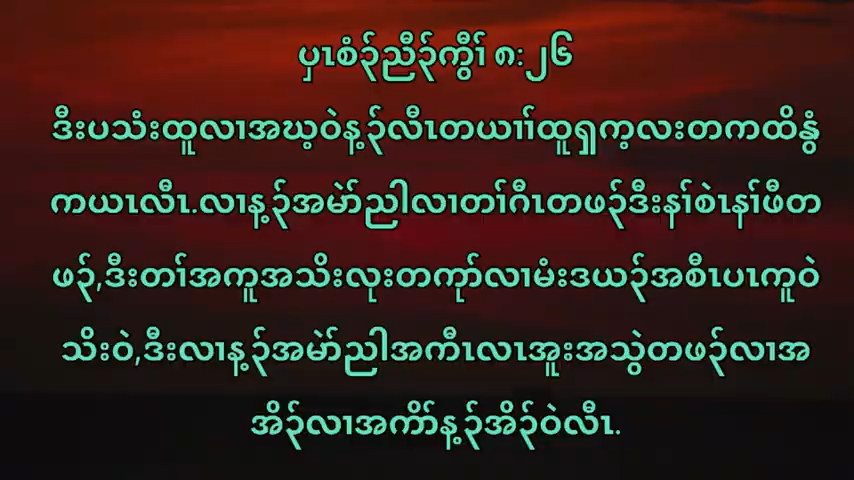 ပှၤစံၣ်ညီၣ်ကွီၢ် ၈:၂၆
ဒီးပသံးထူလၢအဃ့ဝဲန့ၣ်လီၤတယၢၢ်ထူရှက့လးတကထိနွံ
ကယၤလီၤ.လၢန့ၣ်အမဲာ်ညါလၢတၢ်ဂီၤတဖၣ်ဒီးနၢ်စဲၤနၢ်ဖီတ
ဖၣ်,ဒီးတၢ်အကူအသိးလုးတကုာ်လၢမံးဒယၣ်အစီၤပၤကူဝဲ
သိးဝဲ,ဒီးလၢန့ၣ်အမဲာ်ညါအကီၤလၤအူးအသွဲတဖၣ်လၢအ
အိၣ်လၢအကိာ်န့ၣ်အိၣ်ဝဲလီၤ.